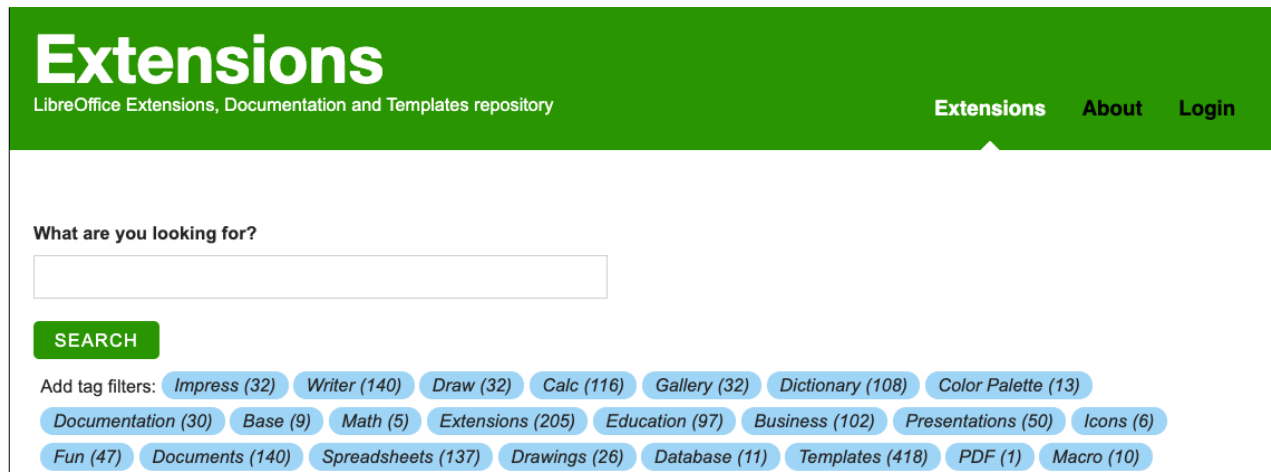 Extensions
LibreOffice Extensions, Documentation and Templates repository
Extensions About Login
What are you looking for?
SEARCH
Add tag filters: Impress (32) Writer (140) Draw (32) Calc (116) Gallery (32) Dictionary (108) Color Palette (13)
Documentation (30) Base (9) Math (5) Extensions (205) Education (97) Business (102) Presentations (50) Icons (6)
Fun (47) Documents (140) Spreadsheets (137) Drawings (26) Database (11) Templates (418) PDF (1) Macro (10)